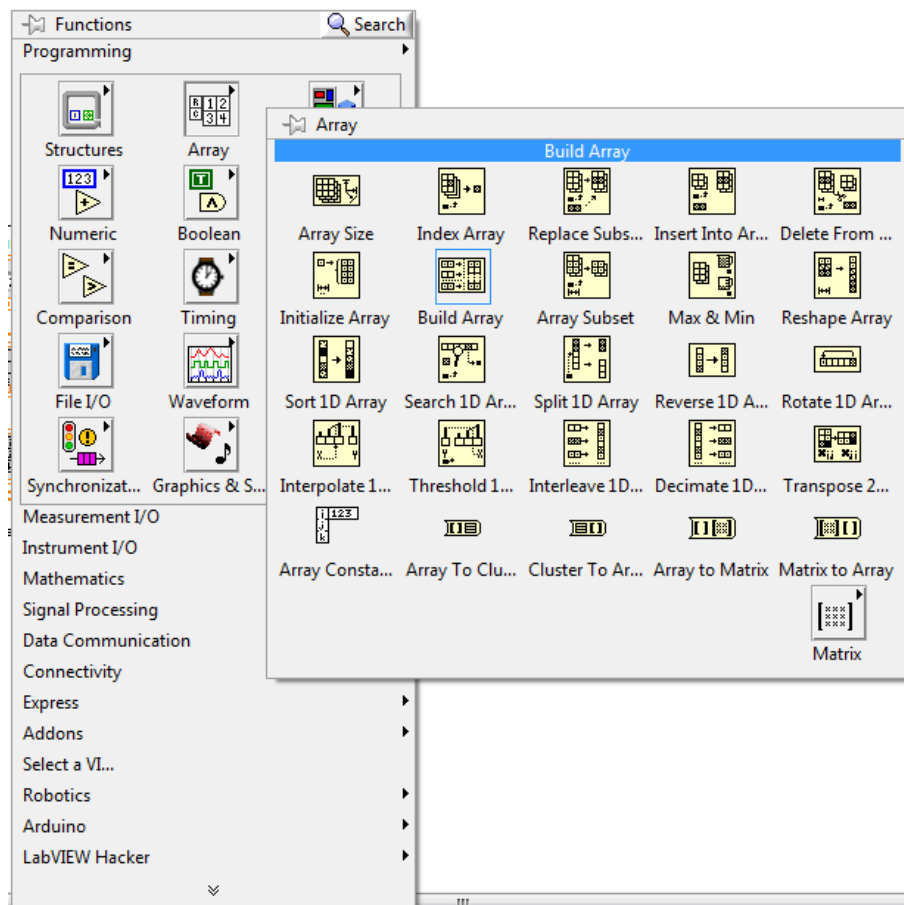 Functions Search
Programming
Array
Build Array
Structures Array
Array Size Index Array Replace Subs... Insert Into Ar... Delete From ...
Numeric Boolean
Initialize Array Build Array Array Subset Max & Min Reshape Array
Comparison Timing
Sort 1D Array Search 1D Ar... Split 1D Array Reverse 1D A... Rotate 1D Ar...
File I/O Waveform
Interpolate 1... Threshold 1... Interleave 1D... Decimate 1D... Transpose 2...
Synchronizat... Graphics & S...
Array Consta... Array To Clu... Cluster To Ar... Array to Matrix Matrix to Array
Matrix
Measurement I/O
Instrument I/O
Mathematics
Signal Processing
Data Communication
Connectivity
Express
Addons
Select a VI...
Robotics
Arduino
LabVIEW Hacker